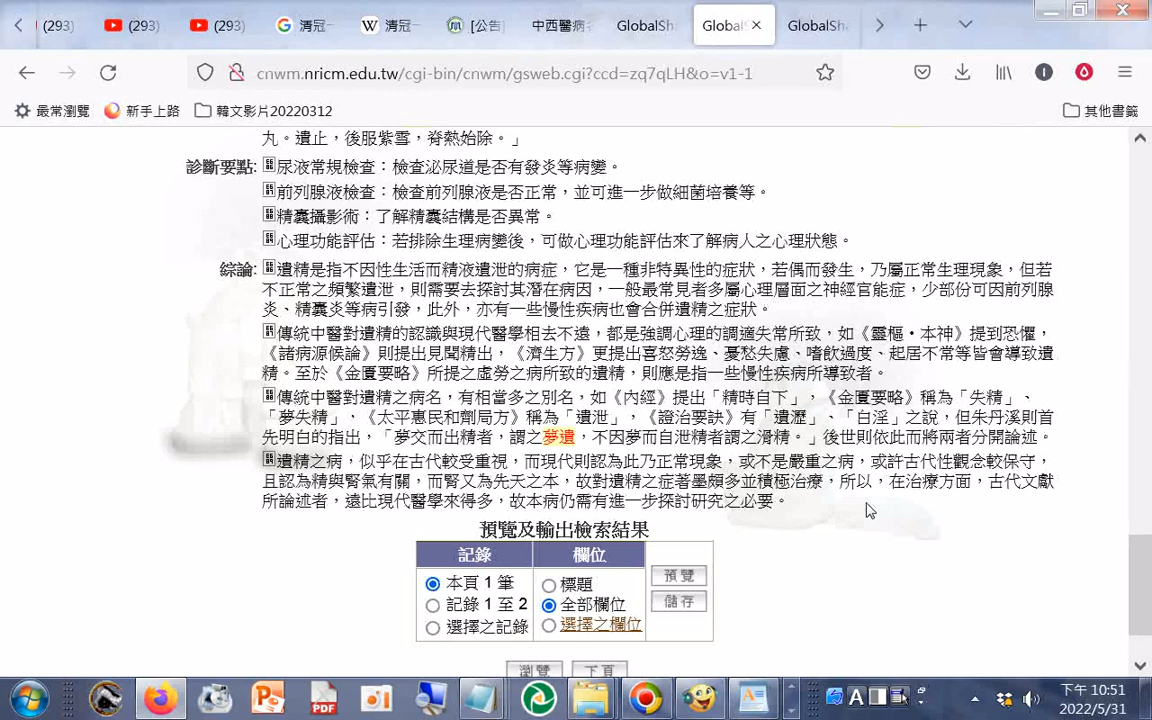 (293)
(293)
(293)
清冠一
清冠一
[公告]
中西醫病名
GlobalSh
GlobalSh
GlobalSh
cnwm.nricm.edu.tw/cgi-bin/cnwm/gsweb.cgi?ccd=zq7qLH&o=v1-1
最常瀏覽
新手上路
韓文影片20220312
其他書籤
丸。遺止，後服紫雪，脊熱始除。」
診斷要點:
尿液常規檢查：檢查泌尿道是否有發炎等病變。
前列腺液檢查：檢查前列腺液是否正常，並可進一步做細菌培養等。
精囊攝影術：了解精囊結構是否異常。
心理功能評估：若排除生理病變後，可做心理功能評估來了解病人之心理狀態。
綜論:
遺精是指不因性生活而精液遺泄的病症，它是一種非特異性的症狀，若偶而發生，乃屬正常生理現象，但若
不正常之頻繁遺泄，則需要去探討其潛在病因，一般最常見者多屬心理層面之神經官能症，少部份可因前列腺
炎、精囊炎等病引發，此外，亦有一些慢性疾病也會合併遺精之症狀。
傳統中醫對遺精的認識與現代醫學相去不遠，都是強調心理的調適失常所致，如《靈樞‧本神》提到恐懼，
《諸病源候論》則提出見聞精出，《濟生方》更提出喜怒勞逸、憂愁失慮、嗜飲過度、起居不常等皆會導致遺
精。至於《金匱要略》所提之虛勞之病所致的遺精，則應是指一些慢性疾病所導致者。
傳統中醫對遺精之病名，有相當多之別名，如《內經》提出「精時自下」，《金匱要略》稱為「失精」、
「夢失精」，《太平惠民和劑局方》稱為「遺泄」，《證治要訣》有「遺瀝」、「白淫」之說，但朱丹溪則首
先明白的指出，「夢交而出精者，謂之夢遺，不因夢而自泄精者謂之滑精。」後世則依此而將兩者分開論述。
遺精之病，似乎在古代較受重視，而現代則認為此乃正常現象，或不是嚴重之病，或許古代性觀念較保守，
且認為精與腎氣有關，而腎又為先天之本，故對遺精之症著墨頗多並積極治療，所以，在治療方面，古代文獻
所論述者，遠比現代醫學來得多，故本病仍需有進一步探討研究之必要。
預覽及輸出檢索結果
記錄
欄位
本頁 1 筆
標題
預覽
記錄 1 至 2
全部欄位
儲存
選擇之記錄
選擇之欄位
瀏覽
下頁
PDF
A
下午 10:51
2022/5/31